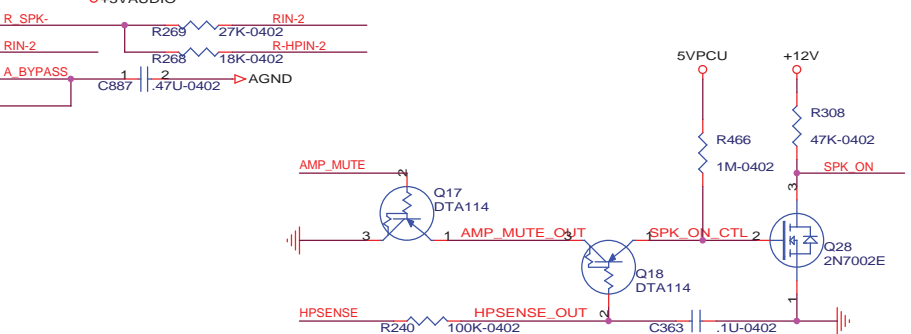 +5VAUDIO
R_SPK-
RIN-2
R269
27K-0402
RIN-2
R-HPIN-2
R268
18K-0402
A_BYPASS
1
2
C887
.47U-0402
AGND
5VPCU
+12V
R308
47K-0402
R466
1M-0402
AMP_MUTE
2
SPK_ON
3
Q17
DTA114
3
1
AMP_MUTE_OUT
3
1
SPK_ON_CTL
2
Q28
2N7002E
Q18
DTA114
1
HPSENSE
HPSENSE_OUT
2
R240
100K-0402
C363
.1U-0402